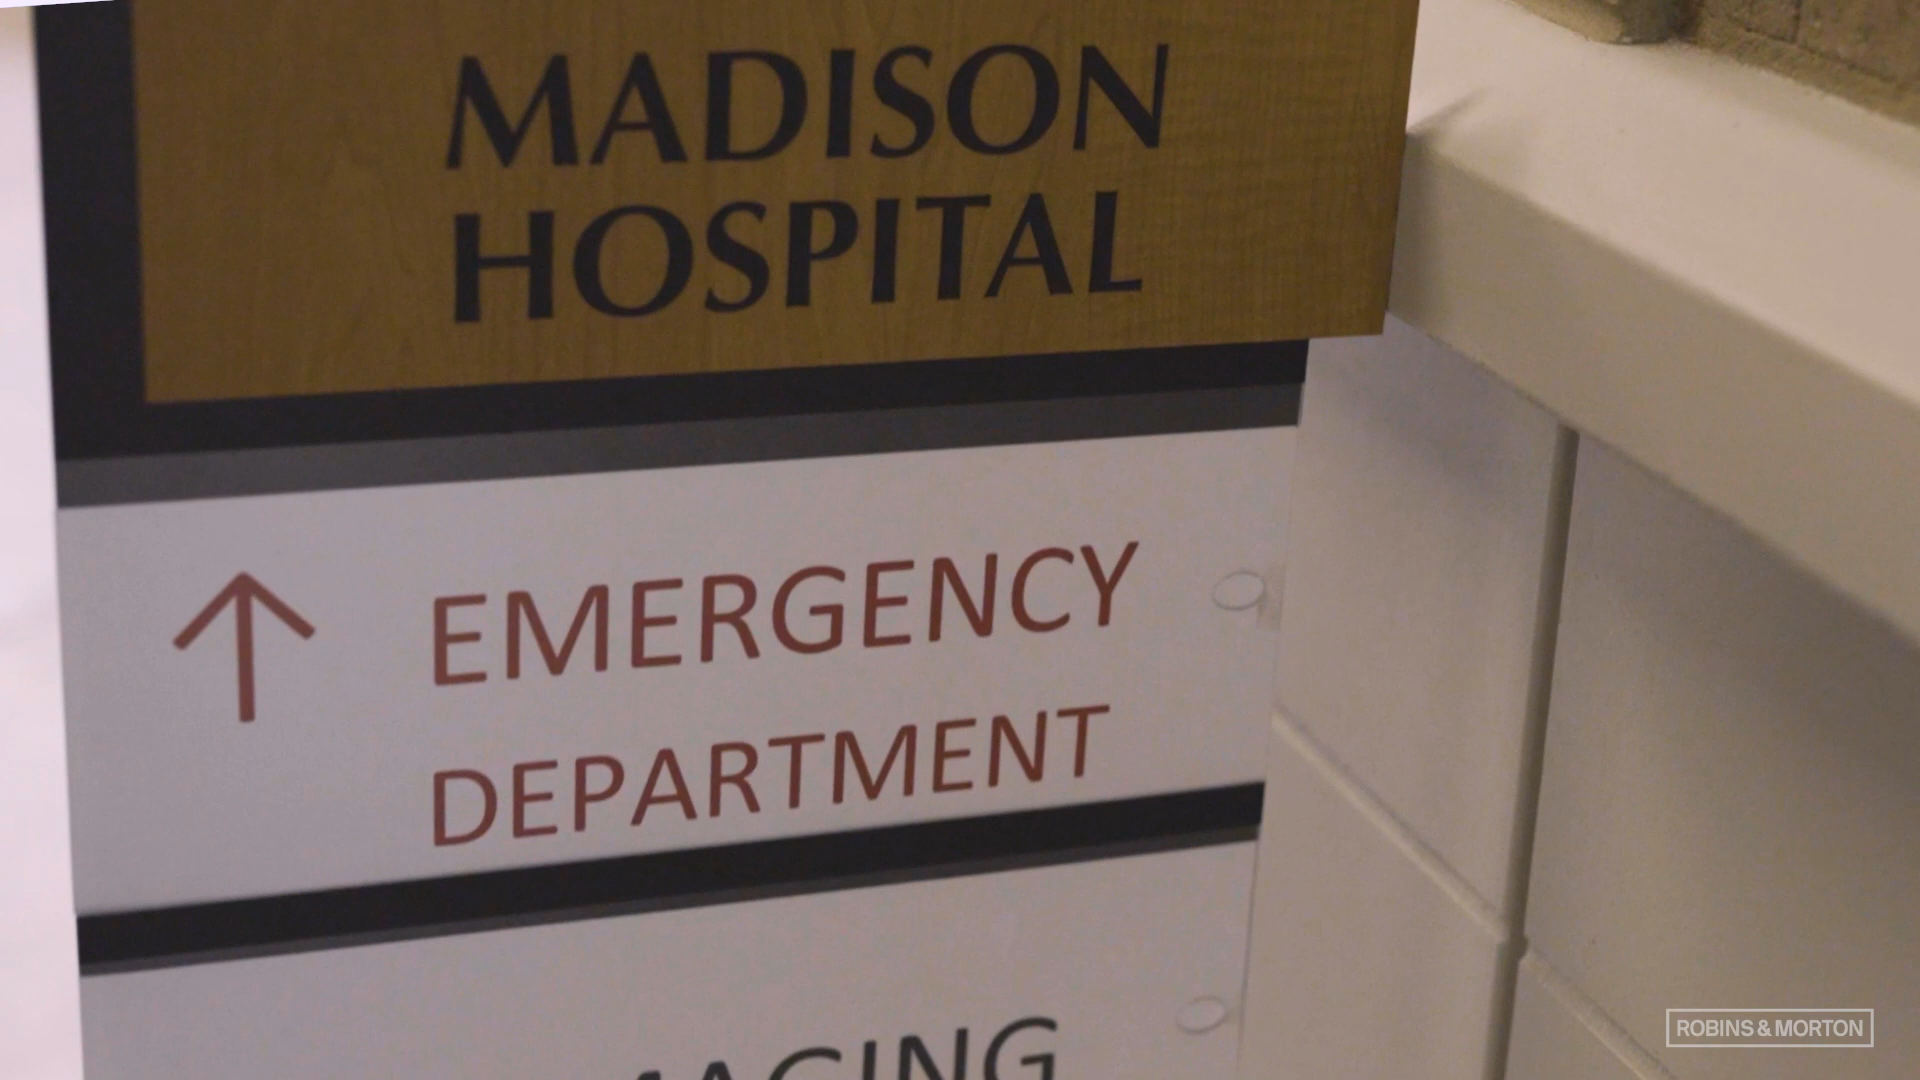 MADISON
HOSPITAL
EMERGENCY
DEPARTMENT
ROBINS & MORTON